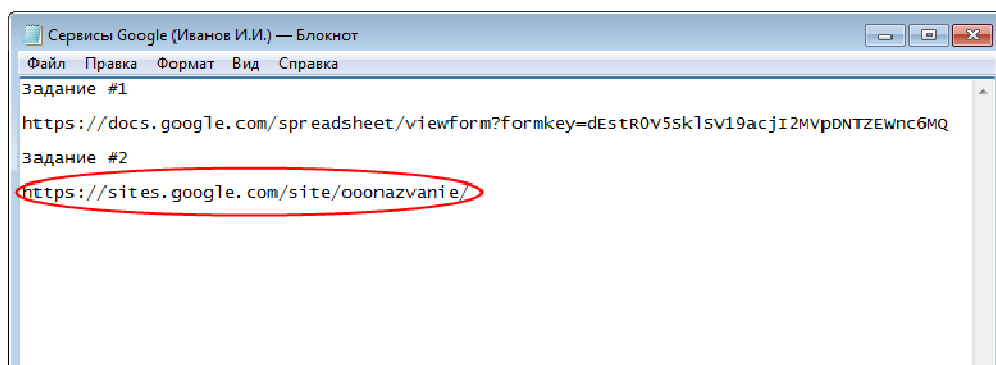 Сервисы Google (Иванов И.И.) — Блокнот
Файл Правка Формат Вид Справка
Задание #1
https://docs.google.com/spreadsheet/viewform?formkey=dEstR0V5SklSV19acjI2MVpDNTZEWnc6MQ
Задание #2
https://sites.google.com/site/ooonazvanie/